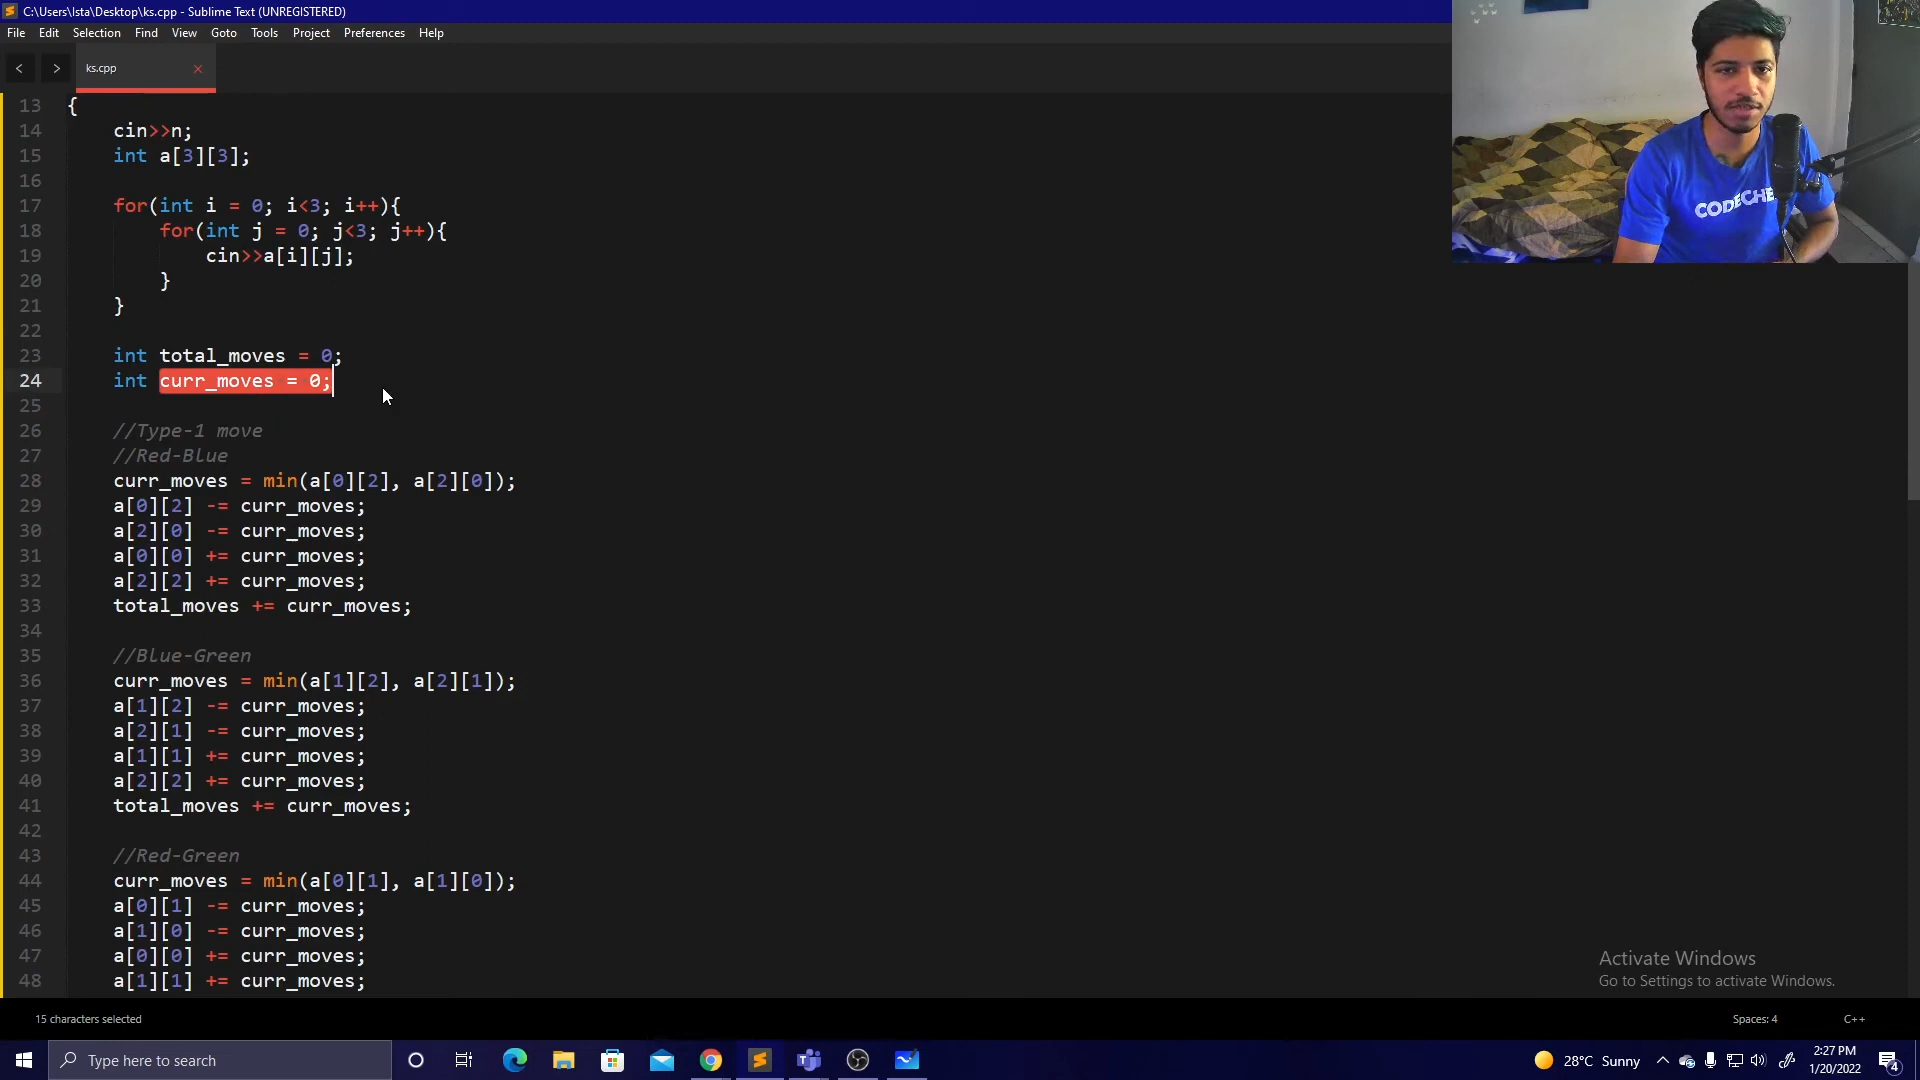 C:\Users\Ista\Desktop\ks.cpp - Sublime Text (UNREGISTERED)
File Edit Selection Find View Goto Tools Project Preferences Help
ks.cpp
13 {
14 cin>>n;
15 int a[3][3];
16
17 for(int i = 0; i<3; i++){
18 for(int j = 0; j<3; j++){
19 cin>>a[i][j];
20 }
21 }
22
23 int total_moves = 0;
24 int curr_moves = 0;
25
26 //Type-1 move
27 //Red-Blue
28 curr_moves = min(a[0][2], a[2][0]);
29 a[0][2] -= curr_moves;
30 a[2][0] -= curr_moves;
31 a[0][0] += curr_moves;
32 a[2][2] += curr_moves;
33 total_moves += curr_moves;
34
35 //Blue-Green
36 curr_moves = min(a[1][2], a[2][1]);
37 a[1][2] -= curr_moves;
38 a[2][1] -= curr_moves;
39 a[1][1] += curr_moves;
40 a[2][2] += curr_moves;
41 total_moves += curr_moves;
42
43 //Red-Green
44 curr_moves = min(a[0][1], a[1][0]);
45 a[0][1] -= curr_moves;
46 a[1][0] -= curr_moves;
47 a[0][0] += curr_moves;
48 a[1][1] += curr_moves;
CODECHE
Activate Windows
Go to Settings to activate Windows.
15 characters selected
Spaces: 4 C++
Type here to search
28°C Sunny
2:27 PM
1/20/2022
4